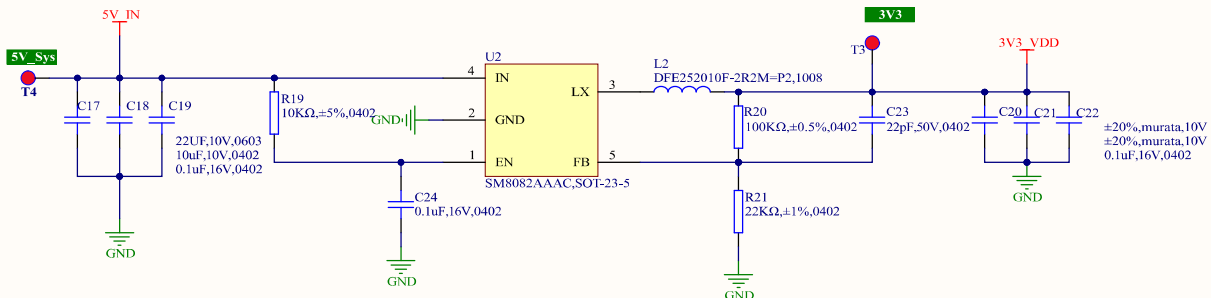 5V_IN
3V3
5V_Sys
T4
C17
C18
C19
22UF,10V,0603
10uF,10V,0402
0.1uF,16V,0402
GND
R19
10KΩ,±5%,0402
GND
C24
0.1uF,16V,0402
GND
U2
4
IN
2
GND
1
EN
LX
3
FB
5
SM8082AAAC,SOT-23-5
L2
DFE252010F-2R2M=P2,1008
T3
R20
100KΩ,±0.5%,0402
R21
22KΩ,±1%,0402
GND
C23
22pF,50V,0402
3V3_VDD
C20
C21
C22
±20%,murata,10V
±20%,murata,10V
0.1uF,16V,0402
GND